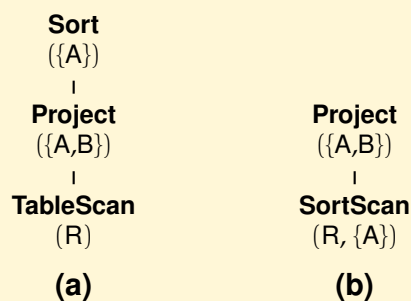 Sort
({A})
Project
({A,B})
TableScan
(R)
(a)
Project
({A,B})
SortScan
(R, {A})
(b)